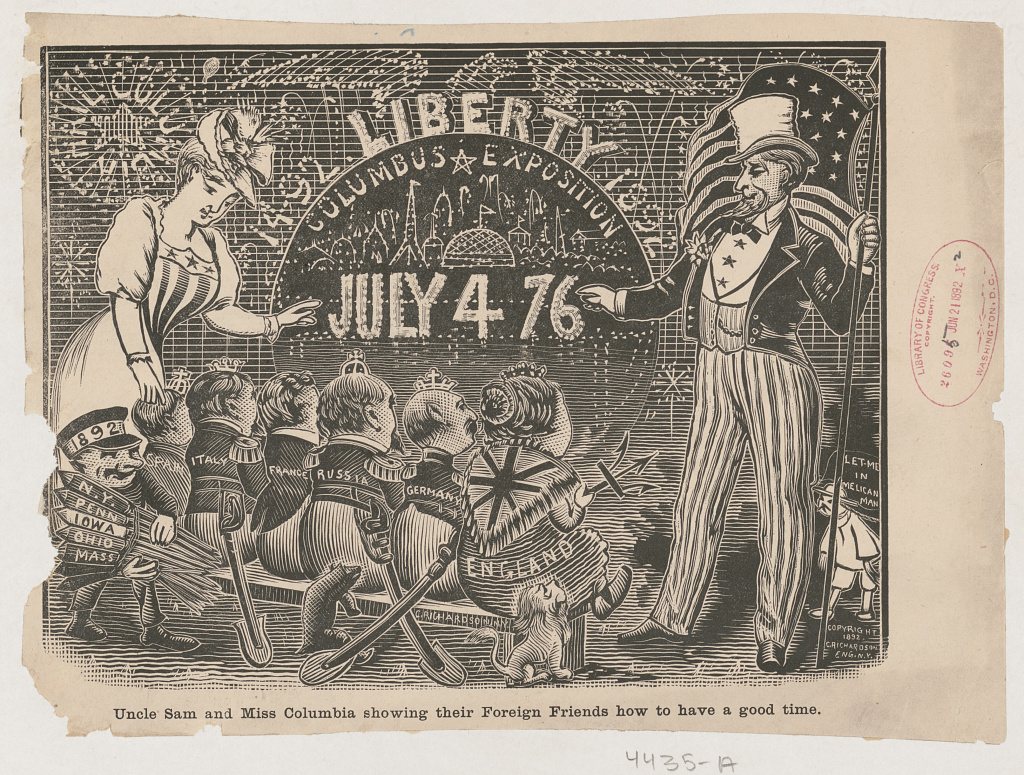 LIBERTY
1492
COLUMBUS ☆ EXPOSITION
JULY 4 76
1892
N.Y.
PENN
IOWA
OHIO
MASS
ITALY
FRANCE
RUSSIA
GERMANY
ENGLAND
C.RICHARDSON.N.Y.
LET-ME
IN
MELICAN
MAN
COPYRIGHT
1892
C.RICHARDSON
ENG.N.Y.
Uncle Sam and Miss Columbia showing their Foreign Friends how to have a good time.
LIBRARY OF CONGRESS.
COPYRIGHT.
JUN 21 1892
WASHINGTON, D.C.
4435-A